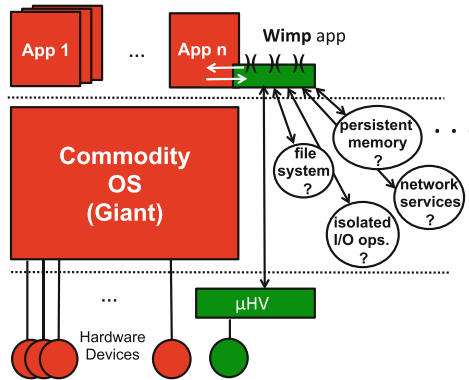 Wimp app
App 1
...
App n
)( )( )(
Commodity
OS
(Giant)
file
system
?
persistent
memory
?
. . .
network
services
?
isolated
I/O ops.
?
...
µHV
Hardware
Devices